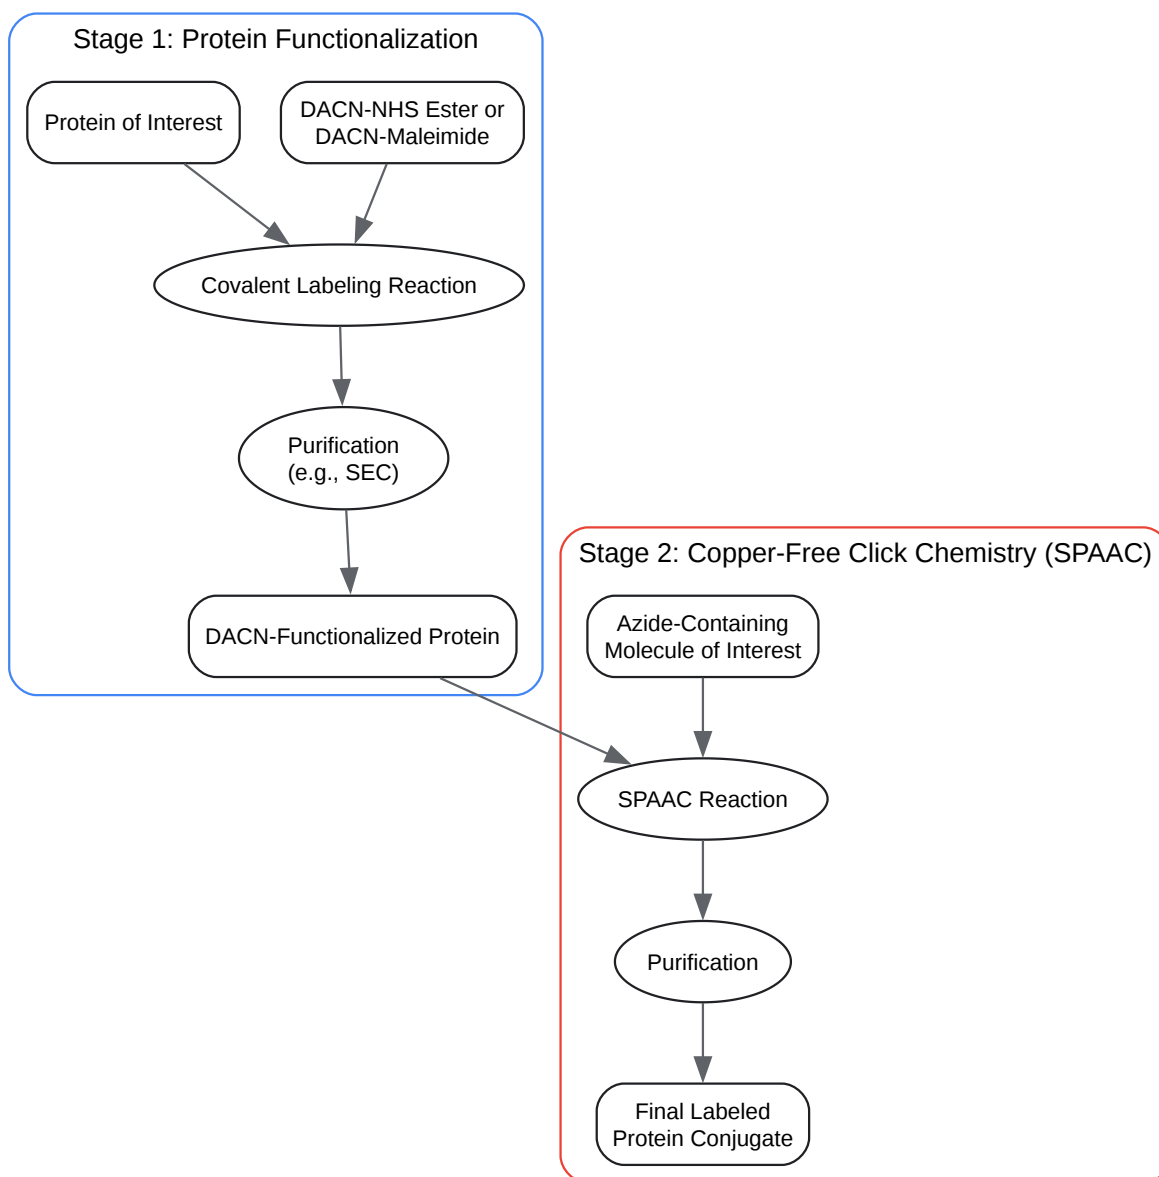 Stage 1: Protein Functionalization
Protein of Interest
DACN-NHS Ester or
DACN-Maleimide
Covalent Labeling Reaction
Purification
(e.g., SEC)
DACN-Functionalized Protein
Stage 2: Copper-Free Click Chemistry (SPAAC)
Azide-Containing
Molecule of Interest
SPAAC Reaction
Purification
Final Labeled
Protein Conjugate